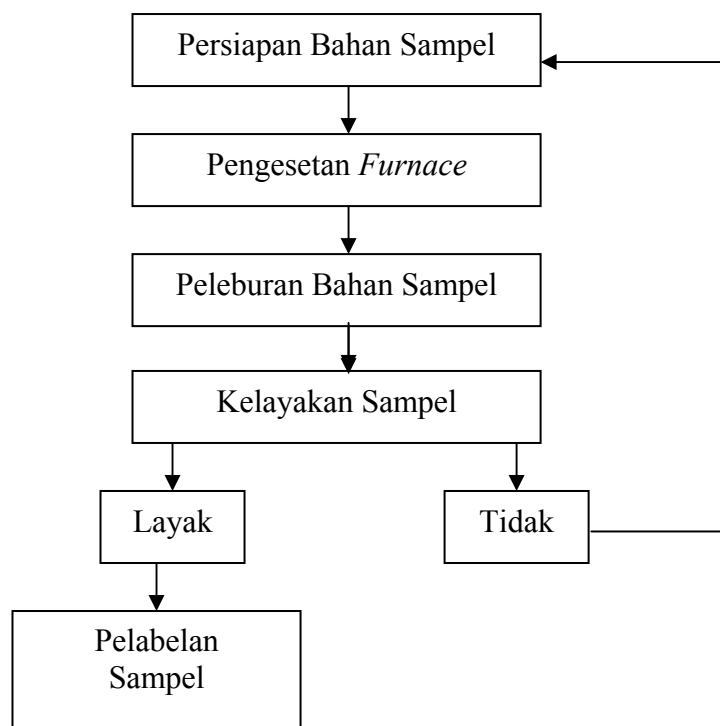 Persiapan Bahan Sampel
Pengesetan Furnace
Peleburan Bahan Sampel
Kelayakan Sampel
Layak
Tidak
Pelabelan
Sampel